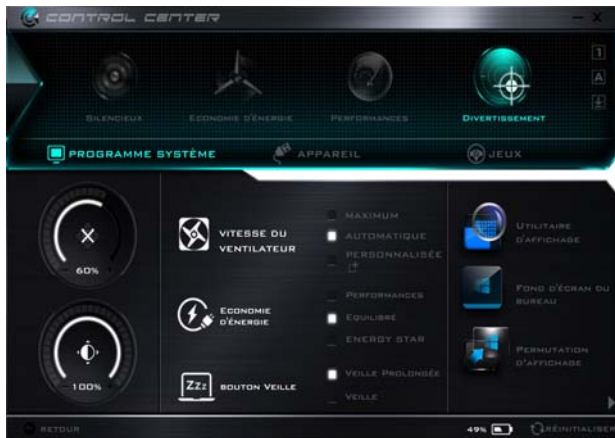 CONTROL CENTER
SILENCIEUX
ECONOMIE D'ÉNERGIE
PERFORMANCES
DIVERTISSEMENT
1
A
PROGRAMME SYSTÈME
APPAREIL
JEUX
60%
100%
VITESSE DU
VENTILATEUR
MAXIMUM
AUTOMATIQUE
PERSONNALISÉE
ECONOMIE
D'ÉNERGIE
PERFORMANCES
EQUILIBRÉ
ENERGY STAR
Zzz
BOUTON VEILLE
VEILLE PROLONGÉE
VEILLE
UTILITAIRE
D'AFFICHAGE
FOND D'ÉCRAN DU
BUREAU
PERMUTATION
D'AFFICHAGE
RETOUR
49%
RÉINITIALISER